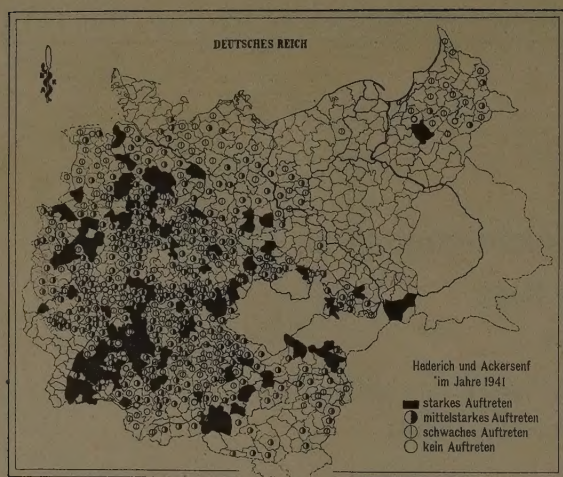 DEUTSCHES REICH
Hederich und Ackersenf
im Jahre 1941
starkes Auftreten
mittelstarkes Auftreten
schwaches Auftreten
kein Auftreten